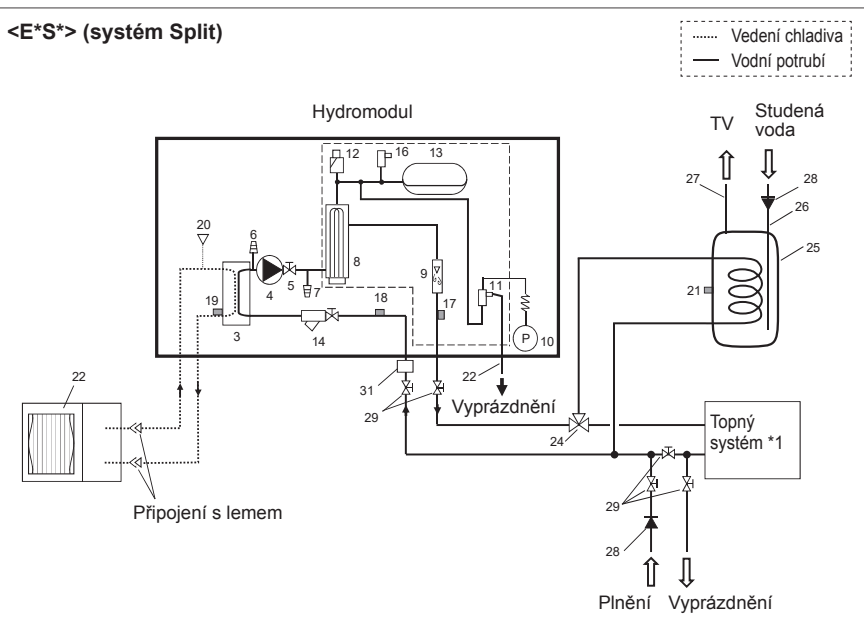 <E*S*> (systém Split)
Vedení chladiva
Vodní potrubí
Hydromodul
TV
Studená
voda
12
16
13
27
28
26
20
6
25
8
9
11
4
5
7
21
19
18
17
3
14
P
10
22
31
22
29
Vyprázdnění
24
Topný
systém *1
Připojení s lemem
29
28
Plnění
Vyprázdnění